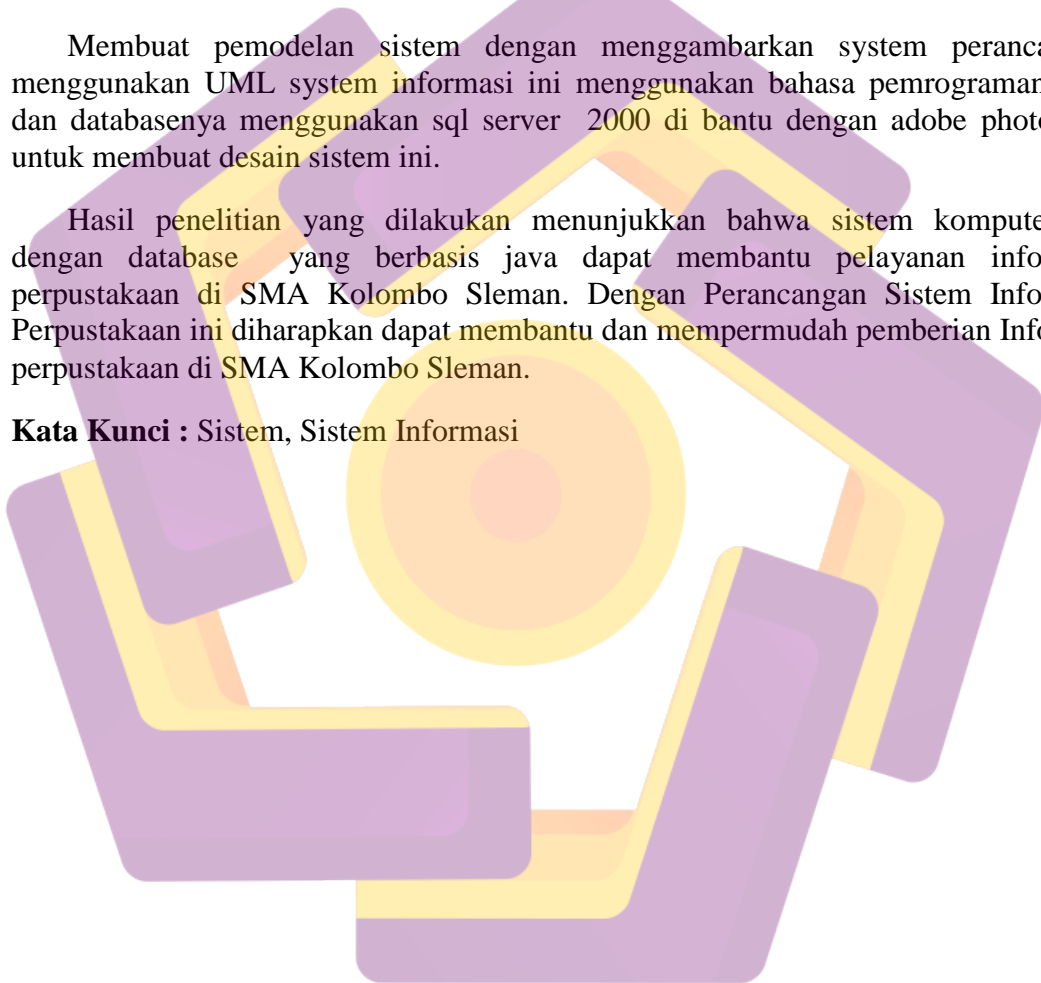 Membuat pemodelan sistem dengan menggambarkan system peranca
menggunakan UML system informasi ini menggunakan bahasa pemrograman
dan databasenya menggunakan sql server 2000 di bantu dengan adobe photo
untuk membuat desain sistem ini.
Hasil penelitian yang dilakukan menunjukkan bahwa sistem kompute
dengan database yang berbasis java dapat membantu pelayanan info
perpustakaan di SMA Kolombo Sleman. Dengan Perancangan Sistem Info
Perpustakaan ini diharapkan dapat membantu dan mempermudah pemberian Info
perpustakaan di SMA Kolombo Sleman.
Kata Kunci : Sistem, Sistem Informasi